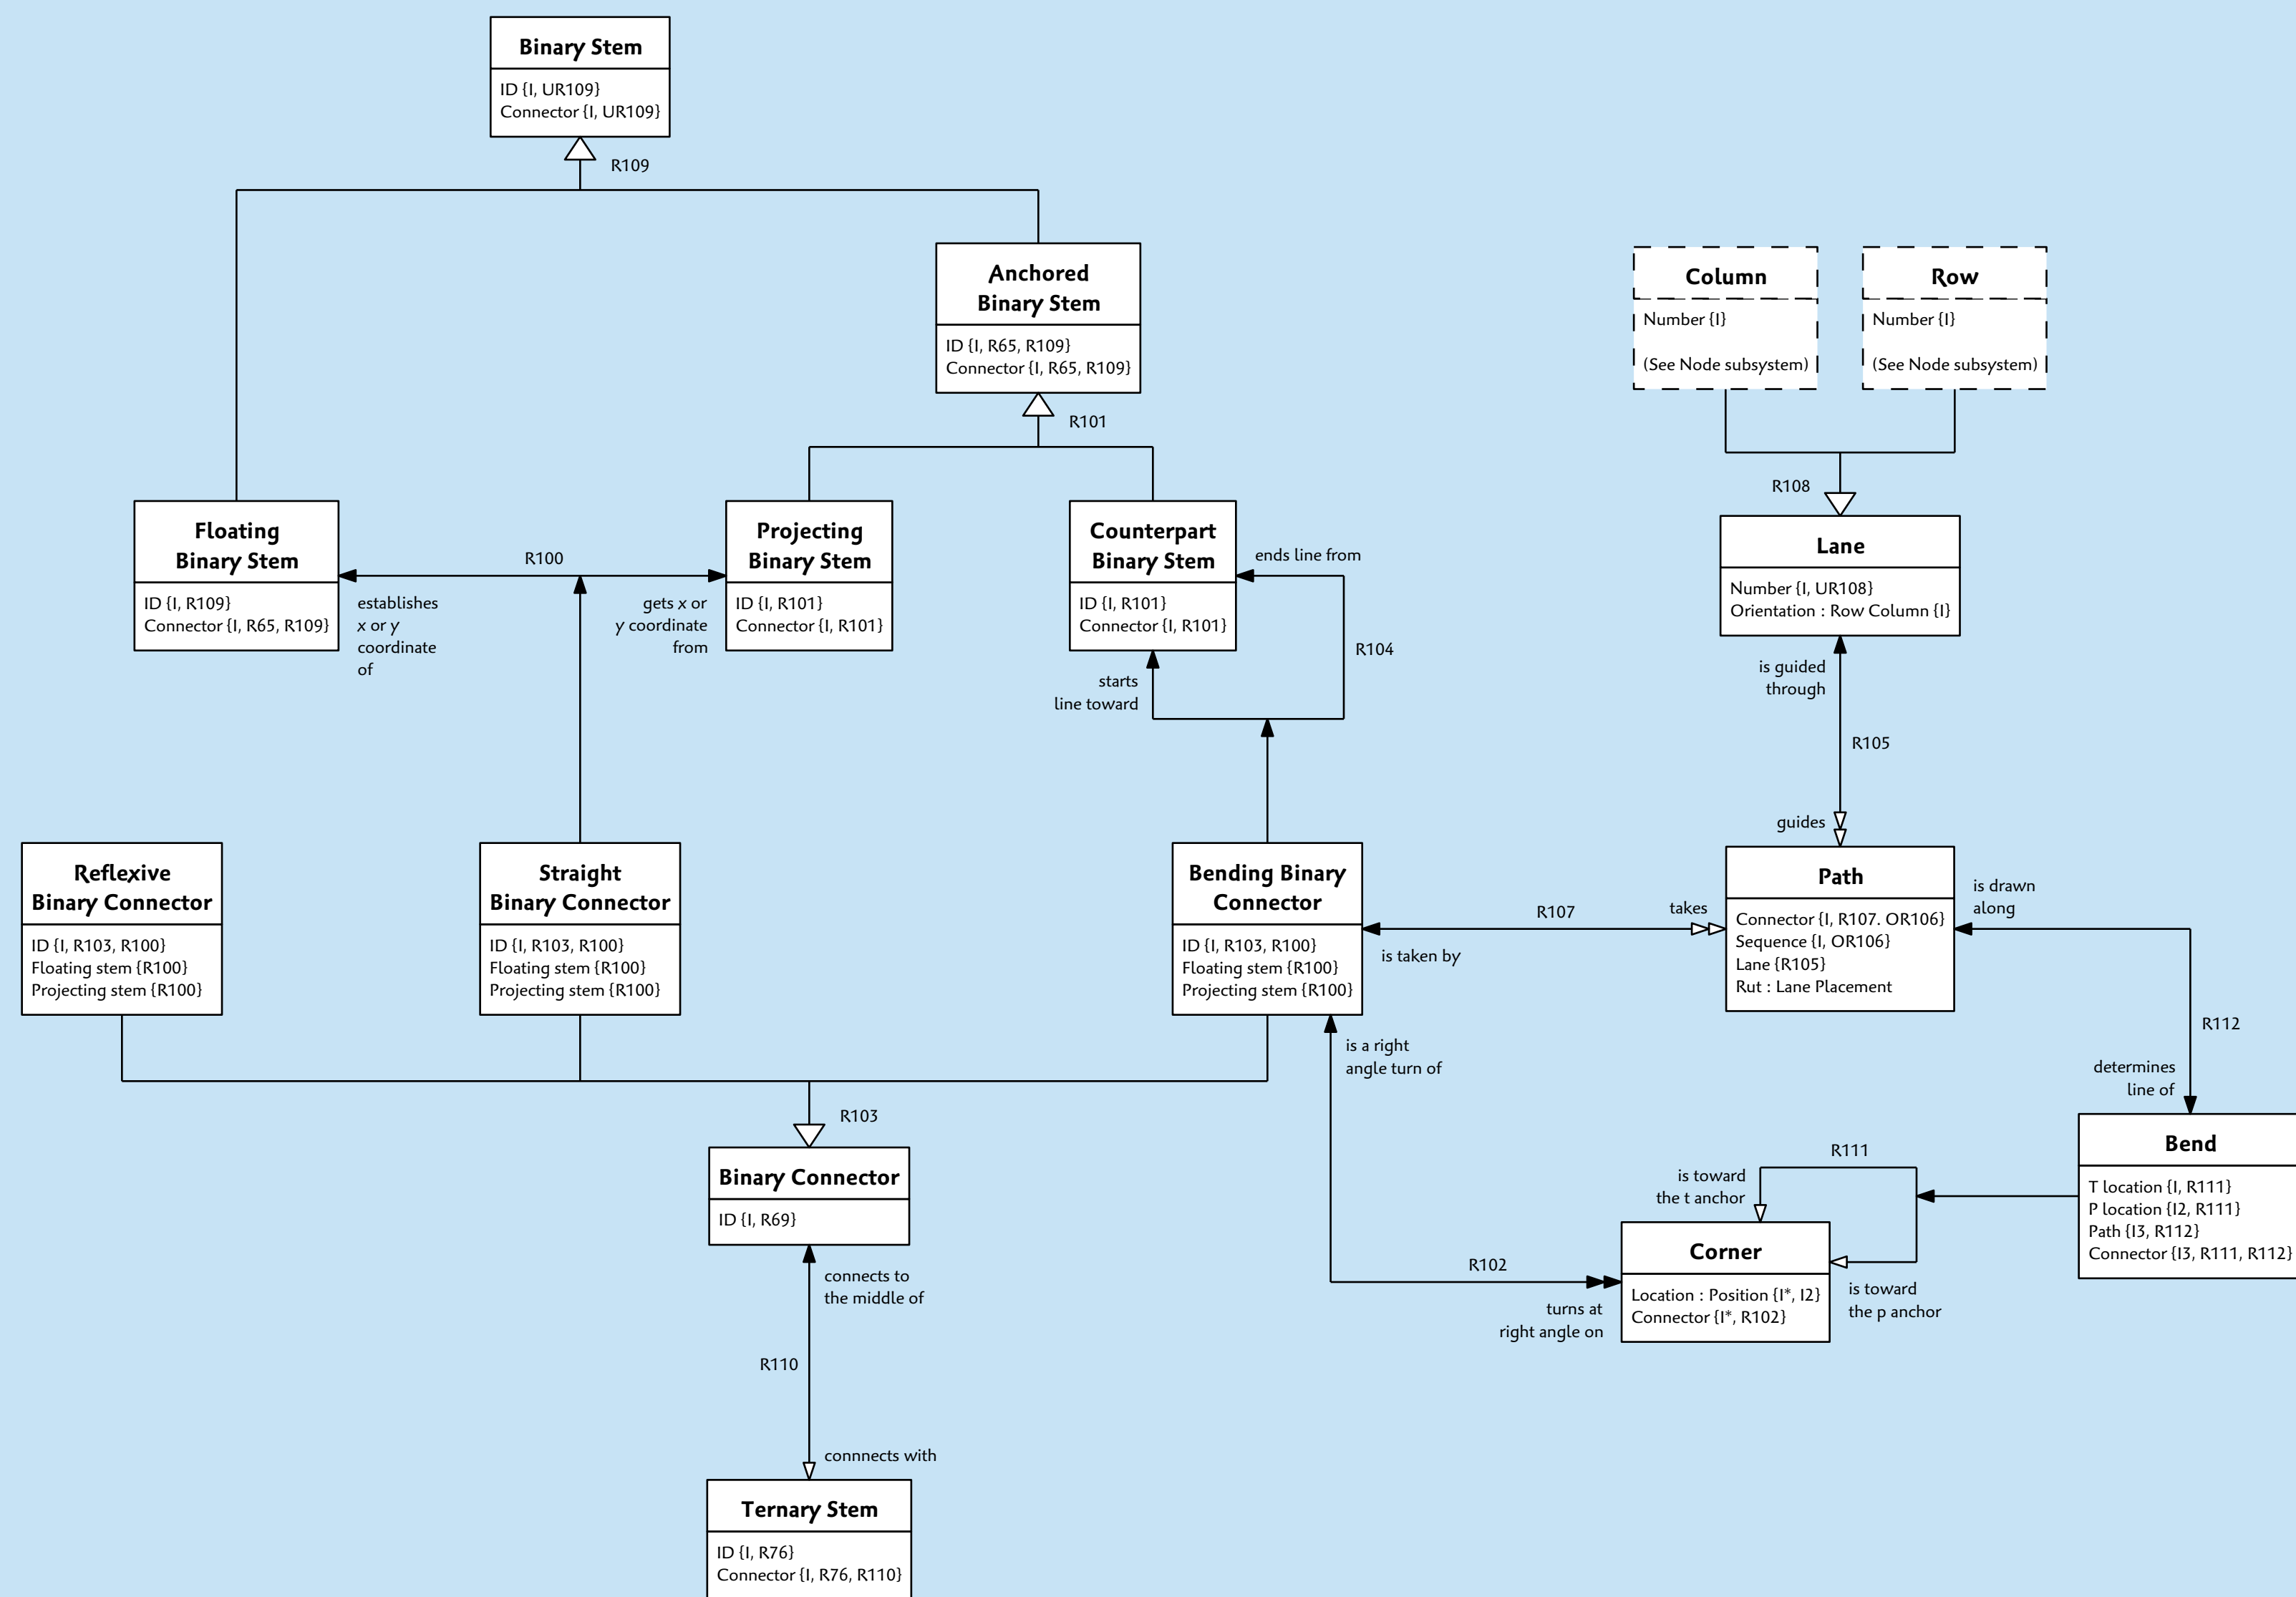 Binary Stem
ID {I, UR109}
Connector {I, UR109}
R109
Anchored
Binary Stem
ID {I, R65, R109}
Connector {I, R65, R109}
R101
Column
Number {I}
(See Node subsystem)
Row
Number {I}
(See Node subsystem)
R108
Floating
Binary Stem
ID {I, R109}
Connector {I, R65, R109}
R100
establishes
x or y
coordinate
of
gets x or
y coordinate
from
Projecting
Binary Stem
ID {I, R101}
Connector {I, R101}
Counterpart
Binary Stem
ID {I, R101}
Connector {I, R101}
ends line from
R104
starts
line toward
Lane
Number {I, UR108}
Orientation : Row Column {I}
is guided
through
R105
guides
Reflexive
Binary Connector
ID {I, R103, R100}
Floating stem {R100}
Projecting stem {R100}
Straight
Binary Connector
ID {I, R103, R100}
Floating stem {R100}
Projecting stem {R100}
Bending Binary
Connector
ID {I, R103, R100}
Floating stem {R100}
Projecting stem {R100}
R107
takes
is taken by
Path
Connector {I, R107. OR106}
Sequence {I, OR106}
Lane {R105}
Rut : Lane Placement
is drawn
along
R112
determines
line of
is a right
angle turn of
R103
Binary Connector
ID {I, R69}
connects to
the middle of
R110
connnects with
Ternary Stem
ID {I, R76}
Connector {I, R76, R110}
R102
turns at
right angle on
R111
is toward
the t anchor
Corner
Location : Position {I*, I2}
Connector {I*, R102}
is toward
the p anchor
Bend
T location {I, R111}
P location {I2, R111}
Path {I3, R112}
Connector {I3, R111, R112}